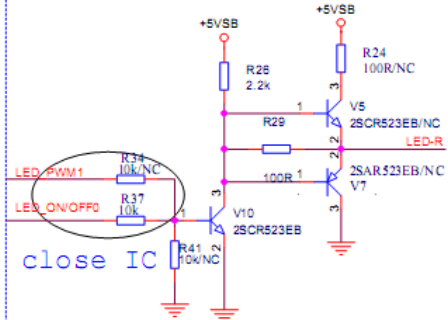 +5VSB
+5VSB
R24
100R/NC
R26
2.2k
3
1
V5
2SCR523EB/NC
R29
2
LED-R
R34
10k/NC
LED_PWM1
2
2SAR523EB/NC
100R
1
V7
3
3
R37
10k
LED_ON/OFF0
1
V10
2SCR523EB
2
R41
10k/NC
close IC